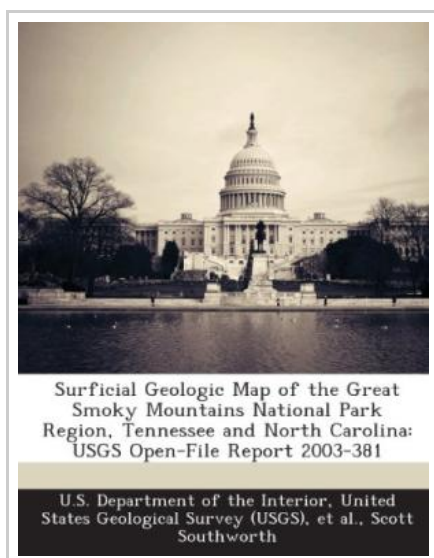 Surficial Geologic Map of the Great
Smoky Mountains National Park
Region, Tennessee and North Carolina:
USGS Open-File Report 2003-381
U.S. Department of the Interior, United
States Geological Survey (USGS), et al., Scott
Southworth